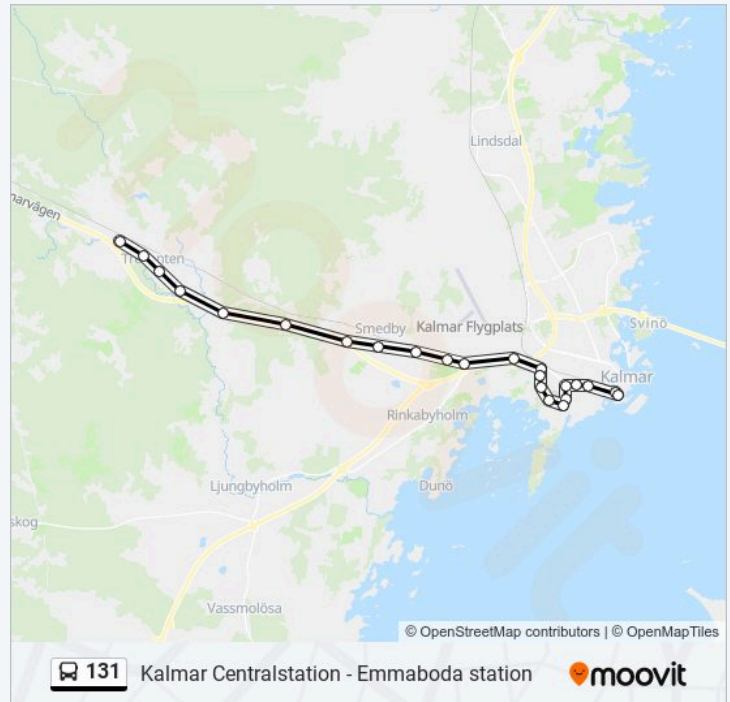 Lindsdal
narvägen
Smedby
Kalmar Flygplats
Svinö
Kalmar
Rinkabyholm
Ljungbyholm
Dunö
skog
Vassmolösa
© OpenStreetMap contributors | © OpenMapTiles
131 Kalmar Centralstation - Emmaboda station moovit